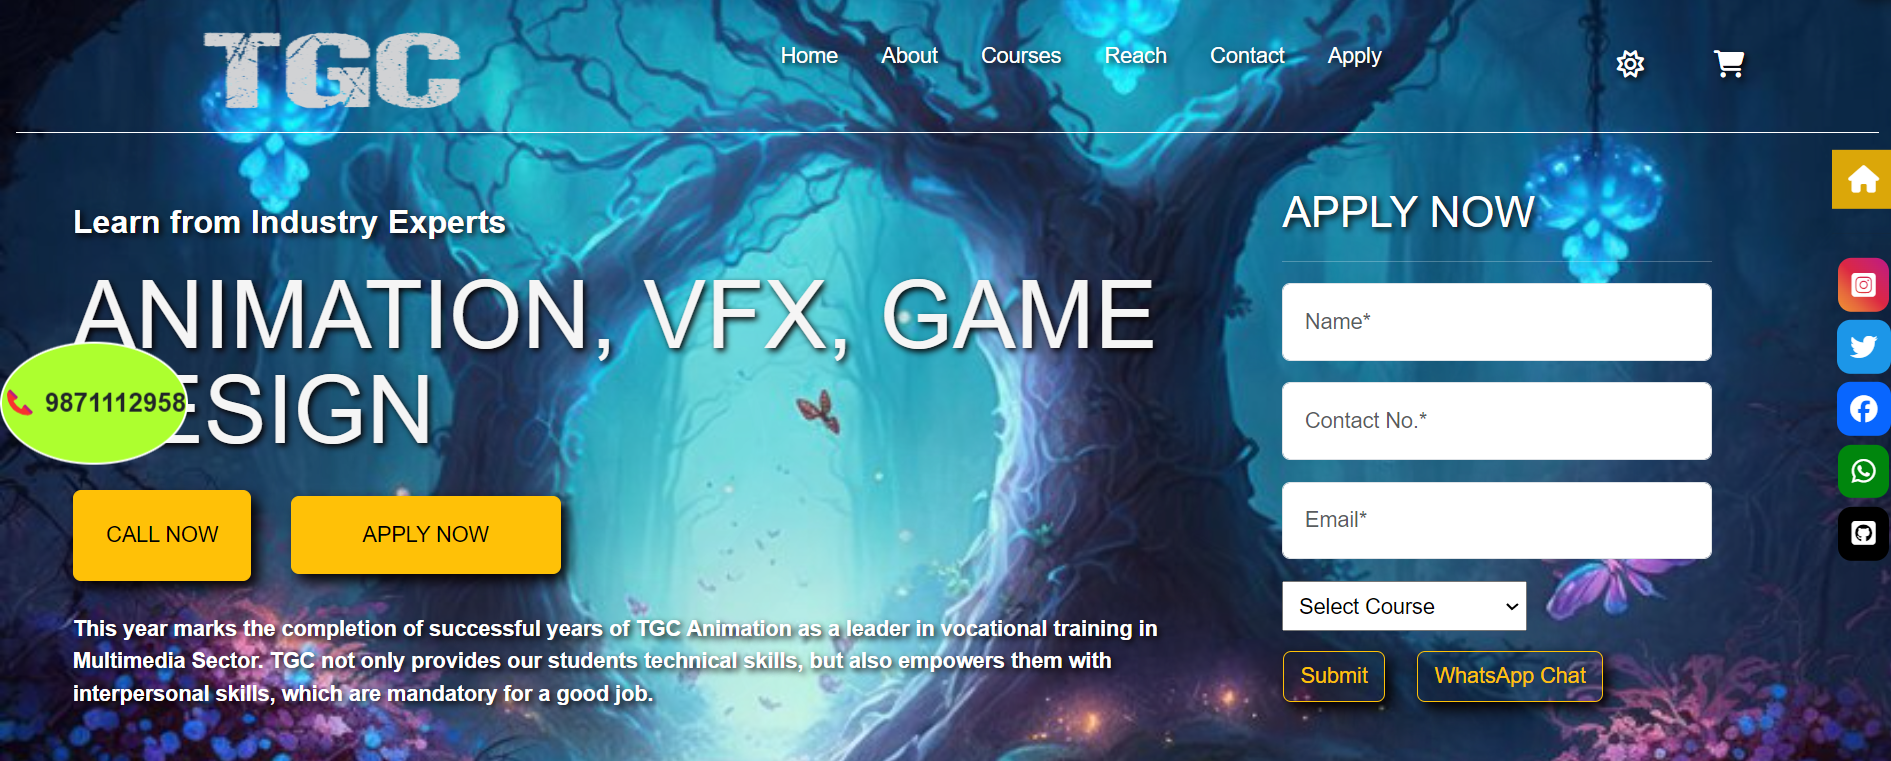 TGC
Home About Courses Reach Contact Apply
Learn from Industry Experts
ANIMATION, VFX, GAME
ESIGN
9871112958
CALL NOW
APPLY NOW
This year marks the completion of successful years of TGC Animation as a leader in vocational training in
Multimedia Sector. TGC not only provides our students technical skills, but also empowers them with
interpersonal skills, which are mandatory for a good job.
APPLY NOW
Name*
Contact No.*
Email*
Select Course
Submit
WhatsApp Chat